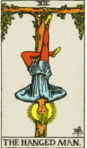 XII
THE HANGED MAN.